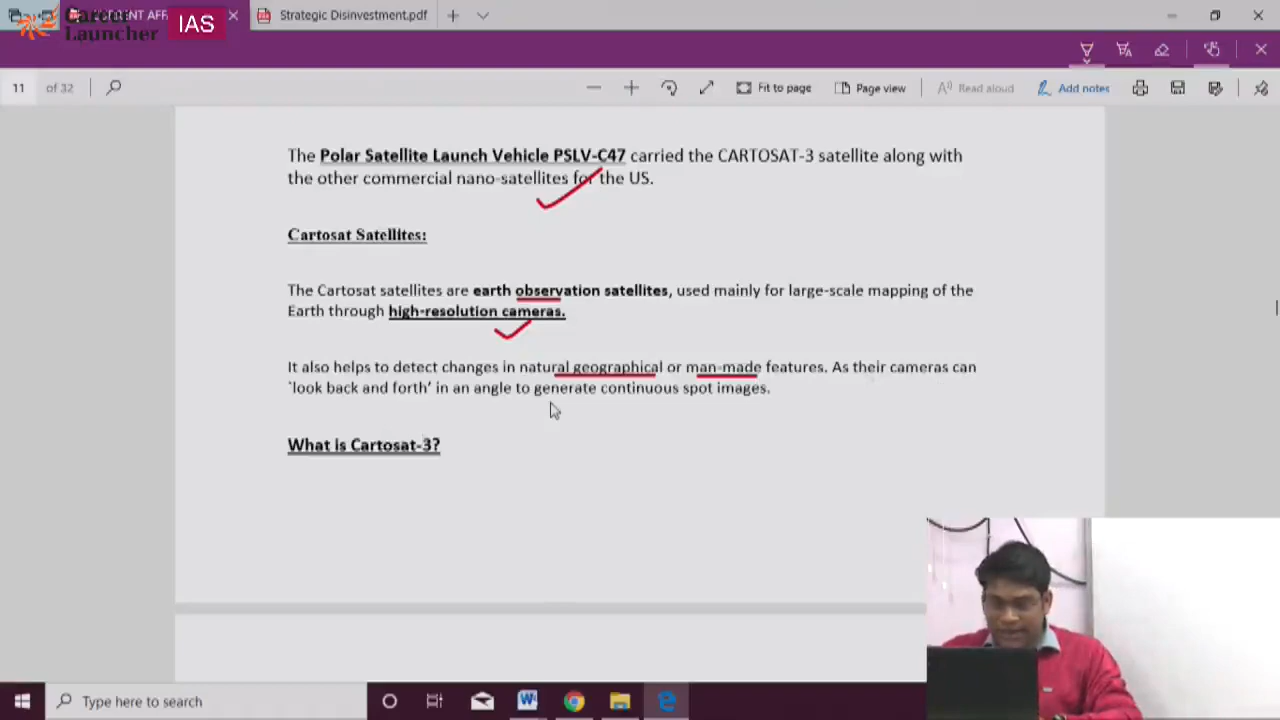 CURRENT AFF
Strategic Disinvestment.pdf
Career
Launcher
IAS
11
of 32
Fit to page
Page view
Read aloud
Add notes
The Polar Satellite Launch Vehicle PSLV-C47 carried the CARTOSAT-3 satellite along with
the other commercial nano-satellites for the US.
Cartosat Satellites:
The Cartosat satellites are earth observation satellites, used mainly for large-scale mapping of the
Earth through high-resolution cameras.
It also helps to detect changes in natural geographical or man-made features. As their cameras can
`look back and forth’ in an angle to generate continuous spot images.
What is Cartosat-3?
Type here to search